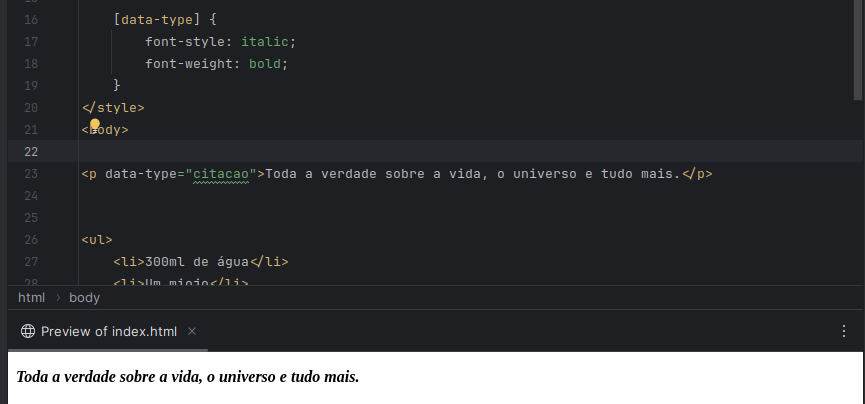 16 [data-type] {
17 font-style: italic;
18 font-weight: bold;
19 }
20 </style>
21 <body>
22
23 <p data-type="citacao">Toda a verdade sobre a vida, o universo e tudo mais.</p>
24
25
26 <ul>
27 <li>300ml de água</li>
28 <li>Um miojo</li>
html › body
Preview of index.html ×
Toda a verdade sobre a vida, o universo e tudo mais.